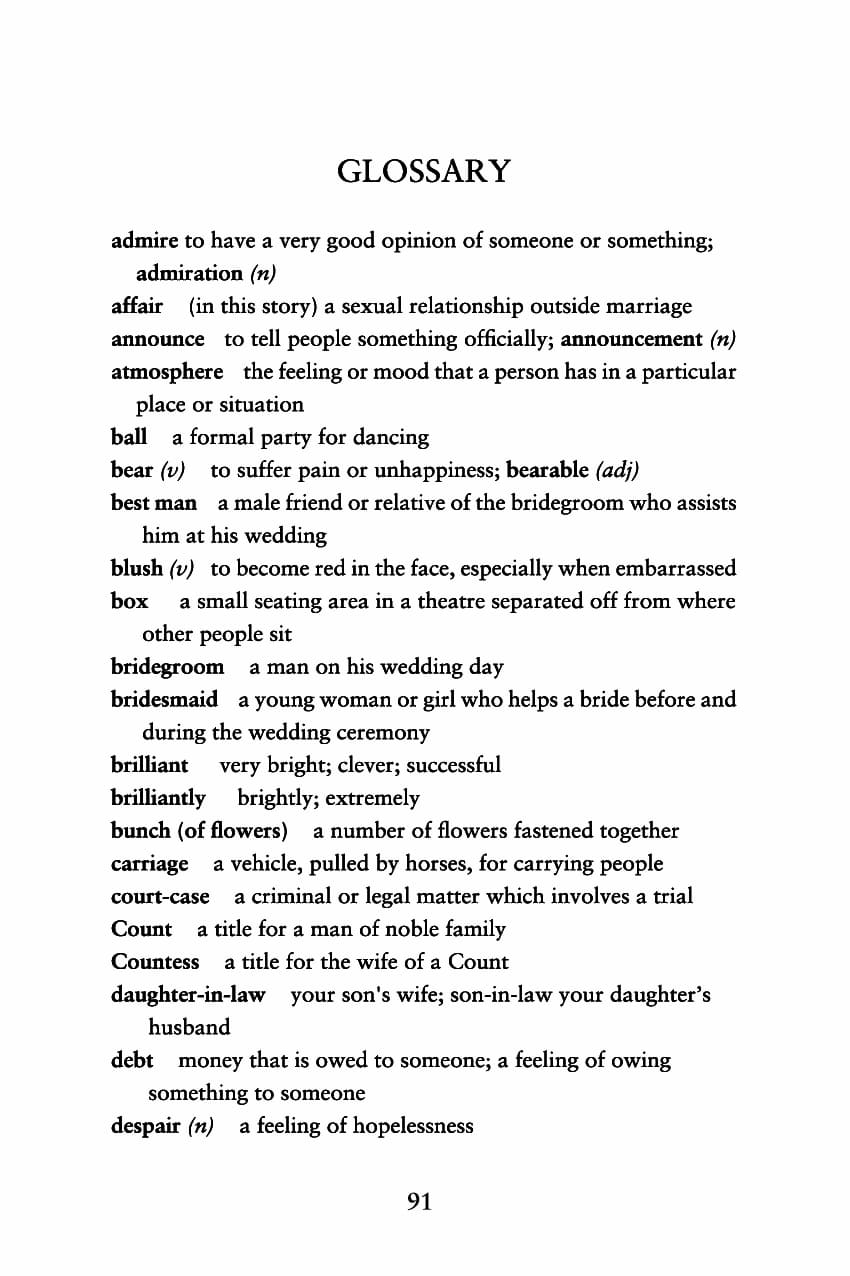 GLOSSARY
admire to have a very good opinion of someone or something;
admiration (n)
affair (in this story) a sexual relationship outside marriage
announce to tell people something officially; announcement (n)
atmosphere the feeling or mood that a person has in a particular
place or situation
ball a formal party for dancing
bear (v) to suffer pain or unhappiness; bearable (adj)
best man a male friend or relative of the bridegroom who assists
him at his wedding
blush (v) to become red in the face, especially when embarrassed
box a small seating area in a theatre separated off from where
other people sit
bridegroom a man on his wedding day
bridesmaid a young woman or girl who helps a bride before and
during the wedding ceremony
brilliant very bright; clever; successful
brilliantly brightly; extremely
bunch (of flowers) a number of flowers fastened together
carriage a vehicle, pulled by horses, for carrying people
court-case a criminal or legal matter which involves a trial
Count a title for a man of noble family
Countess a title for the wife of a Count
daughter-in-law your son's wife; son-in-law your daughter’s
husband
debt money that is owed to someone; a feeling of owing
something to someone
despair (n) a feeling of hopelessness
91